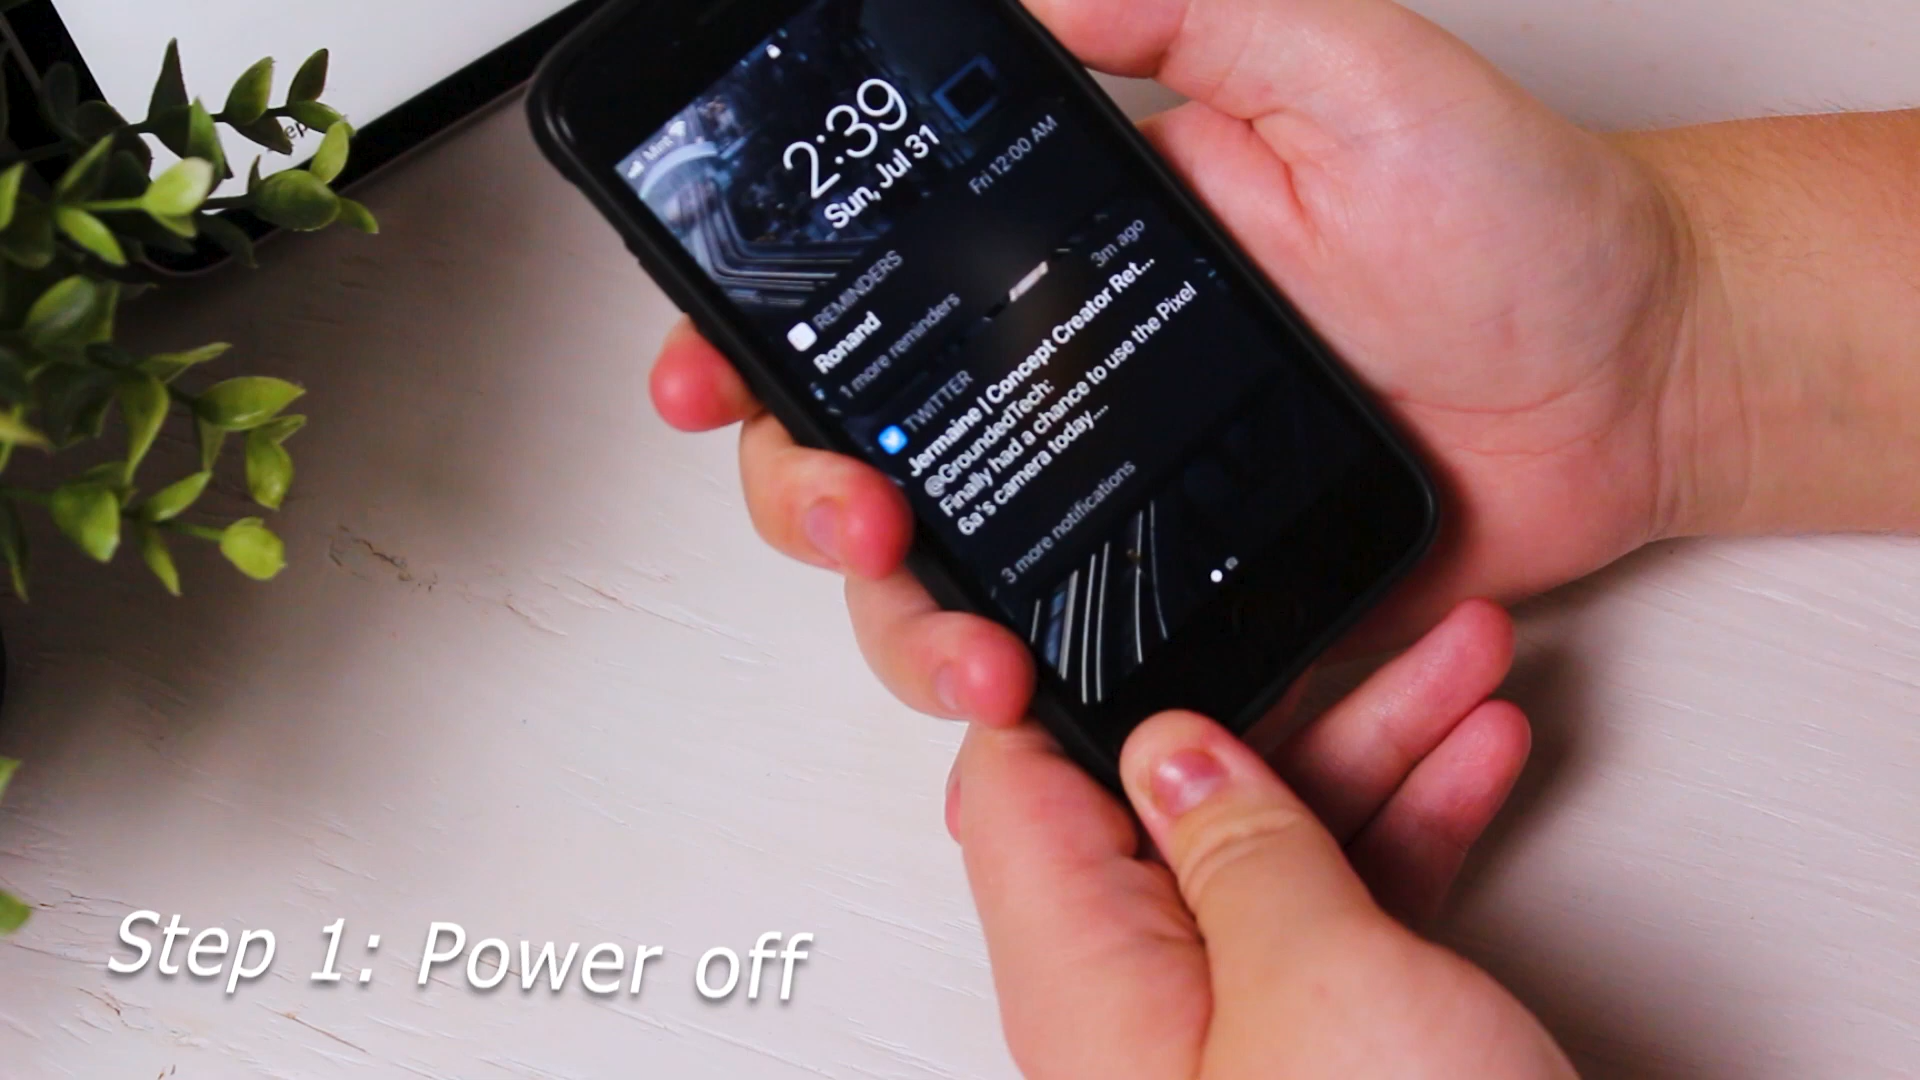 Mint
2:39
Sun, Jul 31
REMINDERS
Fri 12:00 AM
Ronand
1 more reminders
TWITTER
3m ago
Jermaine | Concept Creator Ret...
@GroundedTech:
Finally had a chance to use the Pixel
6a's camera today....
3 more notifications
Step 1: Power off